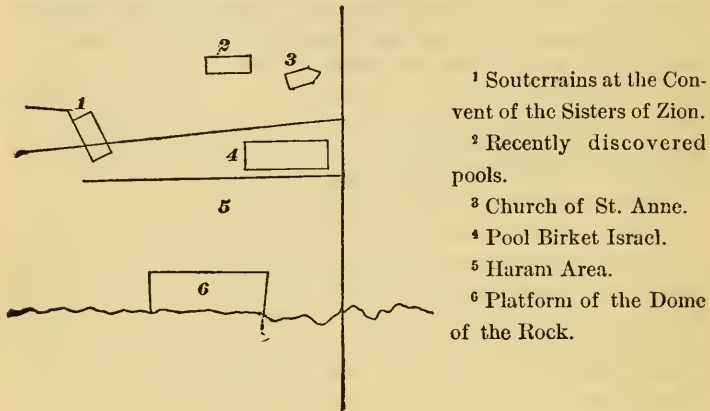 2
3
1
4
5
6
¹ Souterrains at the Con-
vent of the Sisters of Zion.
² Recently discovered
pools.
³ Church of St. Anne.
⁴ Pool Birket Israel.
⁵ Haram Area.
⁶ Platform of the Dome
of the Rock.